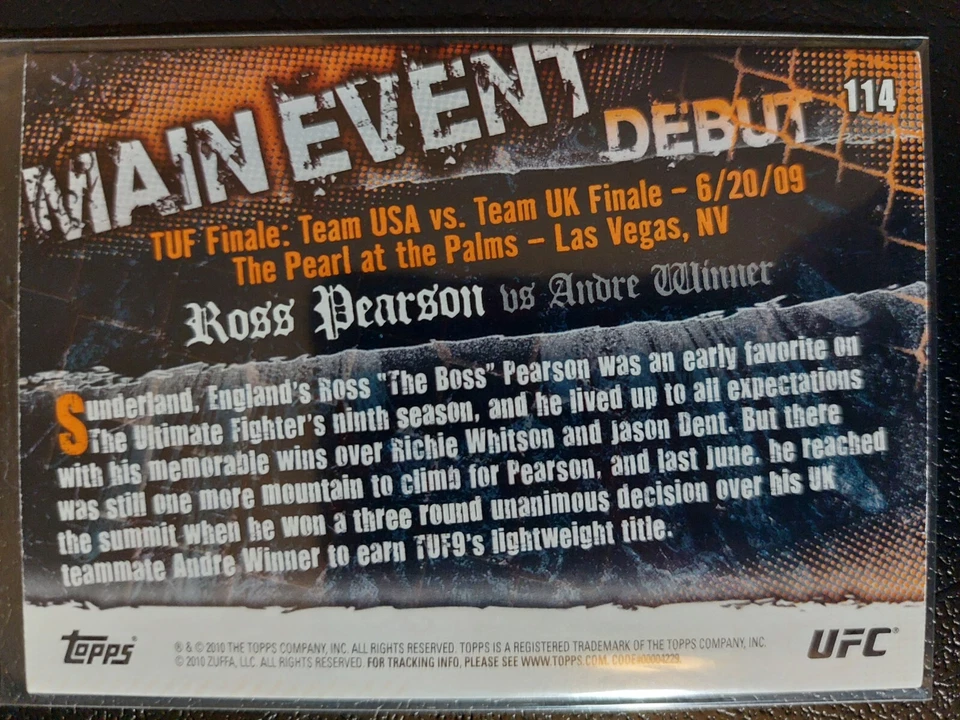 114
MAIN EVENT
DEBUT
TUF Finale: Team USA vs. Team UK Finale - 6/20/09
The Pearl at the Palms - Las Vegas, NV
Ross Pearson vs Andre Winner
Sunderland, England's Ross "The Boss" Pearson was an early favorite on
The Ultimate Fighter's ninth season, and he lived up to all expectations
with his memorable wins over Richie Whitson and Jason Dent. But there
was still one more mountain to climb for Pearson, and last June, he reached
the summit when he won a three round unanimous decision over his UK
teammate Andre Winner to earn TUF9's lightweight title.
Topps
® & © 2010 THE TOPPS COMPANY, INC. ALL RIGHTS RESERVED. TOPPS IS A REGISTERED TRADEMARK OF THE TOPPS COMPANY, INC.
© 2010 ZUFFA, LLC. ALL RIGHTS RESERVED. FOR TRACKING INFO, PLEASE SEE WWW.TOPPS.COM. CODE#00004229.
UFC®